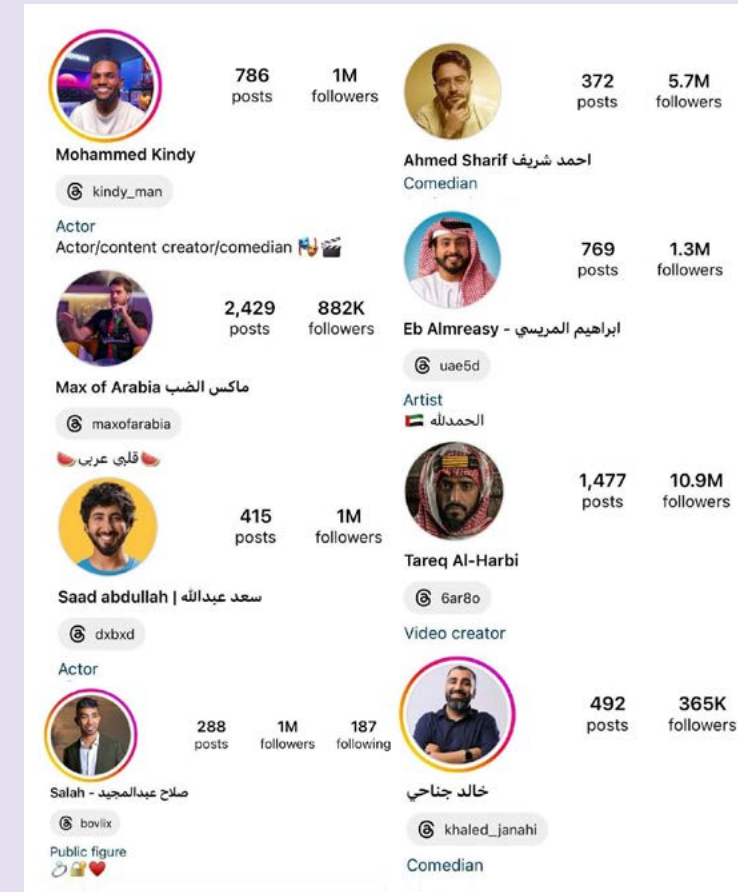 786 1M
posts followers
Mohammed Kindy
kindy_man
Actor
Actor/content creator/comedian
2,429 882K
posts followers
Max of Arabia ماكس الضب
maxofarabia
قلبي عربي
415 1M
posts followers
Saad abdullah | سعد عبدالله
dxbxd
Actor
288 1M 187
posts followers following
Salah - صلاح عبدالمجيد
bovlix
Public figure
372 5.7M
posts followers
Ahmed Sharif احمد شريف
Comedian
769 1.3M
posts followers
Eb Almreasy - ابراهيم المريسي
uae5d
Artist
الحمدلله
1,477 10.9M
posts followers
Tareq Al-Harbi
6ar8o
Video creator
492 365K
posts followers
خالد جناحي
khaled_janahi
Comedian